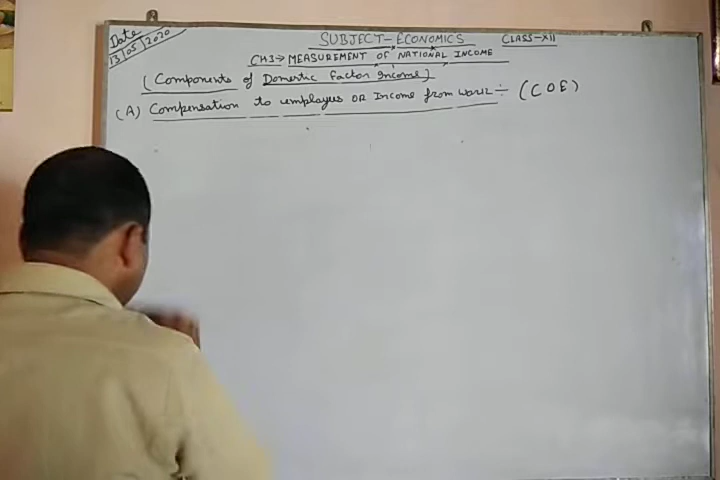 Date
13/05/2020
SUBJECT-ECONOMICS CLASS-XII
CH3→MEASUREMENT OF NATIONAL INCOME
(Components of Domestic Factor Income)
(A) Compensation to employees OR Income from work ÷ (COE)